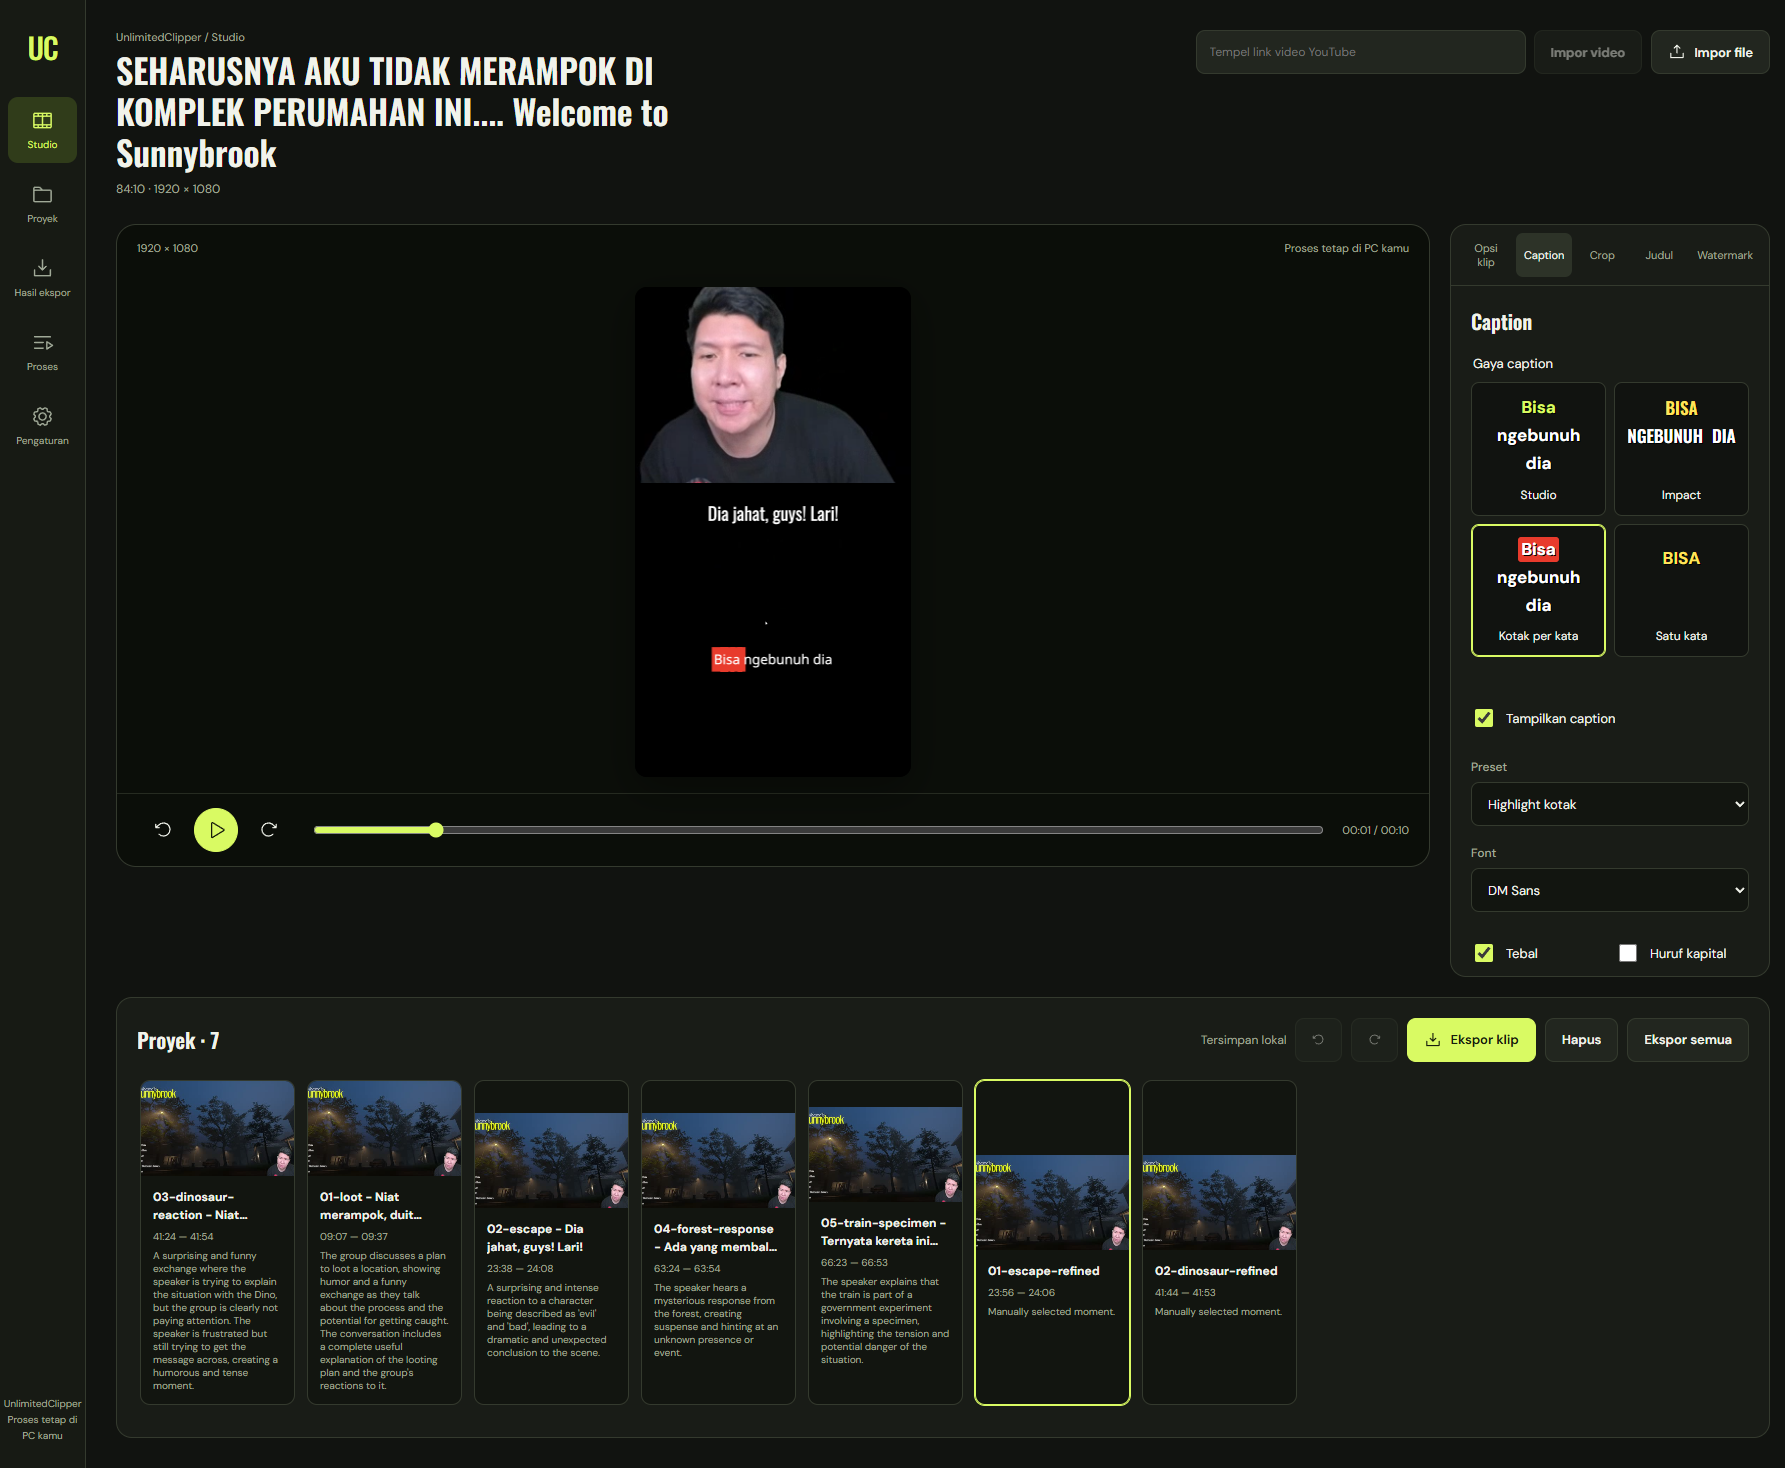 UC
Studio
Proyek
Hasil ekspor
Proses
Pengaturan
UnlimitedClipper
Proses tetap di
PC kamu
UnlimitedClipper / Studio
SEHARUSNYA AKU TIDAK MERAMPOK DI
KOMPLEK PERUMAHAN INI.... Welcome to
Sunnybrook
84:10 · 1920 × 1080
Tempel link video YouTube
Impor video
Impor file
1920 × 1080
Proses tetap di PC kamu
Dia jahat, guys! Lari!
Bisa ngebunuh dia
00:01 / 00:10
Opsi
klip
Caption
Crop
Judul
Watermark
Caption
Gaya caption
Bisa
ngebunuh
dia
Studio
BISA
NGEBUNUH DIA
Impact
Bisa
ngebunuh
dia
Kotak per kata
BISA
Satu kata
Tampilkan caption
Preset
Highlight kotak
Font
DM Sans
Tebal
Huruf kapital
Proyek · 7
Tersimpan lokal
Ekspor klip
Hapus
Ekspor semua
unnybrook
03-dinosaur-
reaction - Niat...
41:24 — 41:54
A surprising and funny
exchange where the
speaker is trying to explain
the situation with the Dino,
but the group is clearly not
paying attention. The
speaker is frustrated but
still trying to get the
message across, creating a
humorous and tense
moment.
unnybrook
01-loot - Niat
merampok, duit...
09:07 — 09:37
The group discusses a plan
to loot a location, showing
humor and a funny
exchange as they talk
about the process and the
potential for getting caught.
The conversation includes
a complete useful
explanation of the looting
plan and the group's
reactions to it.
unnybrook
02-escape - Dia
jahat, guys! Lari!
23:38 — 24:08
A surprising and intense
reaction to a character
being described as 'evil'
and 'bad', leading to a
dramatic and unexpected
conclusion to the scene.
unnybrook
04-forest-response
- Ada yang membal...
63:24 — 63:54
The speaker hears a
mysterious response from
the forest, creating
suspense and hinting at an
unknown presence or
event.
unnybrook
05-train-specimen -
Ternyata kereta ini...
66:23 — 66:53
The speaker explains that
the train is part of a
government experiment
involving a specimen,
highlighting the tension and
potential danger of the
situation.
unnybrook
01-escape-refined
23:56 — 24:06
Manually selected moment.
unnybrook
02-dinosaur-refined
41:44 — 41:53
Manually selected moment.